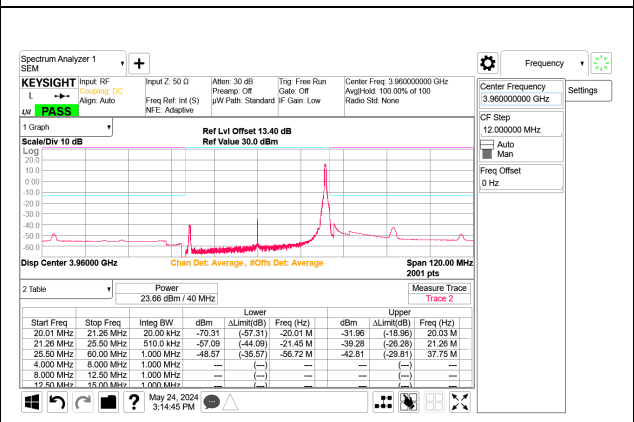 Spectrum Analyzer 1
SEM
Frequency
KEYSIGHT Input: RF Input Z: 50 Ω Atten: 30 dB Trig: Free Run Center Freq: 3.960000000 GHz
L Coupling: DC Preamp: Off Gate: Off Avg|Hold: 100.00% of 100
Align: Auto Freq Ref: Int (S) µW Path: Standard IF Gain: Low Radio Std: None
LXI PASS NFE: Adaptive
Center Frequency
3.960000000 GHz
Settings
CF Step
12.000000 MHz
Auto
Man
Freq Offset
0 Hz
1 Graph
Ref Lvl Offset 13.40 dB
Scale/Div 10 dB Ref Value 30.0 dBm
Log
20.0
10.0
0.00
-10.0
-20.0
-30.0
-40.0
-50.0
-60.0
Disp Center 3.96000 GHz Chan Det: Average , #Offs Det: Average Span 120.00 MHz
2001 pts
2 Table Power Measure Trace
23.66 dBm / 40 MHz Trace 2
Lower Upper
Start Freq Stop Freq Integ BW dBm ΔLimit(dB) Freq (Hz) dBm ΔLimit(dB) Freq (Hz)
20.01 MHz 21.26 MHz 20.00 kHz -70.31 (-57.31) -20.01 M -31.96 (-18.96) 20.03 M
21.26 MHz 25.50 MHz 510.0 kHz -57.09 (-44.09) -21.45 M -39.28 (-26.28) 21.26 M
25.50 MHz 60.00 MHz 1.000 MHz -48.57 (-35.57) -56.72 M -42.81 (-29.81) 37.75 M
4.000 MHz 8.000 MHz 1.000 MHz --- (---) --- (---)
8.000 MHz 12.50 MHz 1.000 MHz --- (---) --- (---)
12.50 MHz 15.00 MHz 1.000 MHz --- (---) --- (---)
May 24, 2024
3:14:45 PM